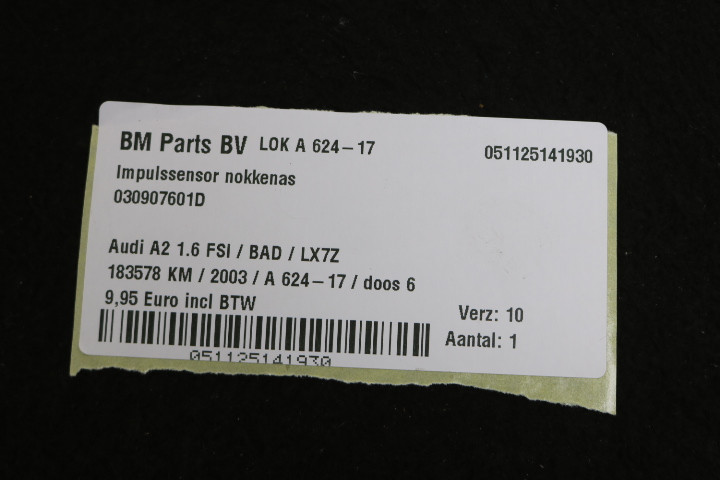 BM Parts BV LOK A 624-17 051125141930
Impulssensor nokkenas
030907601D
Audi A2 1.6 FSI / BAD / LX7Z
183578 KM / 2003 / A 624-17 / doos 6
9,95 Euro incl BTW
Verz: 10
Aantal: 1
051125141930